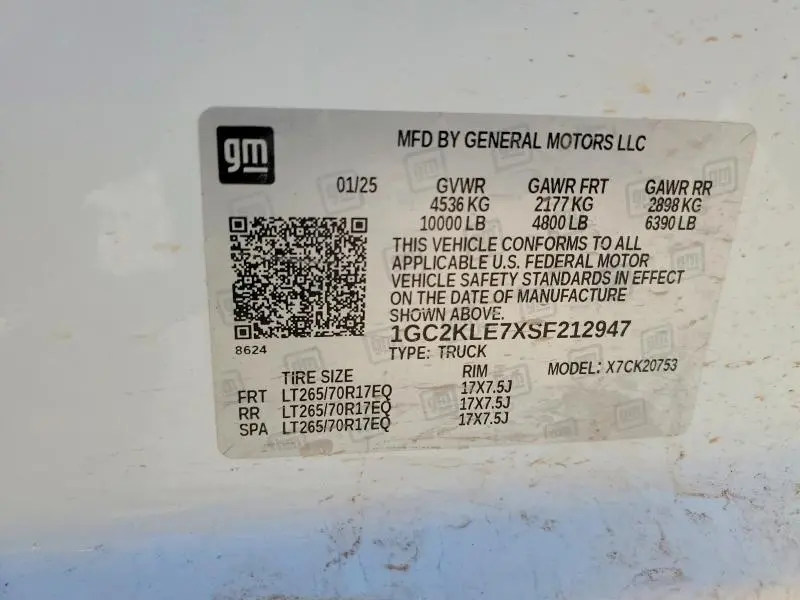 gm
MFD BY GENERAL MOTORS LLC
01/25 GVWR GAWR FRT GAWR RR
4536 KG 2177 KG 2898 KG
10000 LB 4800 LB 6390 LB
THIS VEHICLE CONFORMS TO ALL
APPLICABLE U.S. FEDERAL MOTOR
VEHICLE SAFETY STANDARDS IN EFFECT
ON THE DATE OF MANUFACTURE
SHOWN ABOVE.
1GC2KLE7XSF212947
8624
TYPE: TRUCK
MODEL: X7CK20753
TIRE SIZE RIM
FRT LT265/70R17EQ 17X7.5J
RR LT265/70R17EQ 17X7.5J
SPA LT265/70R17EQ 17X7.5J